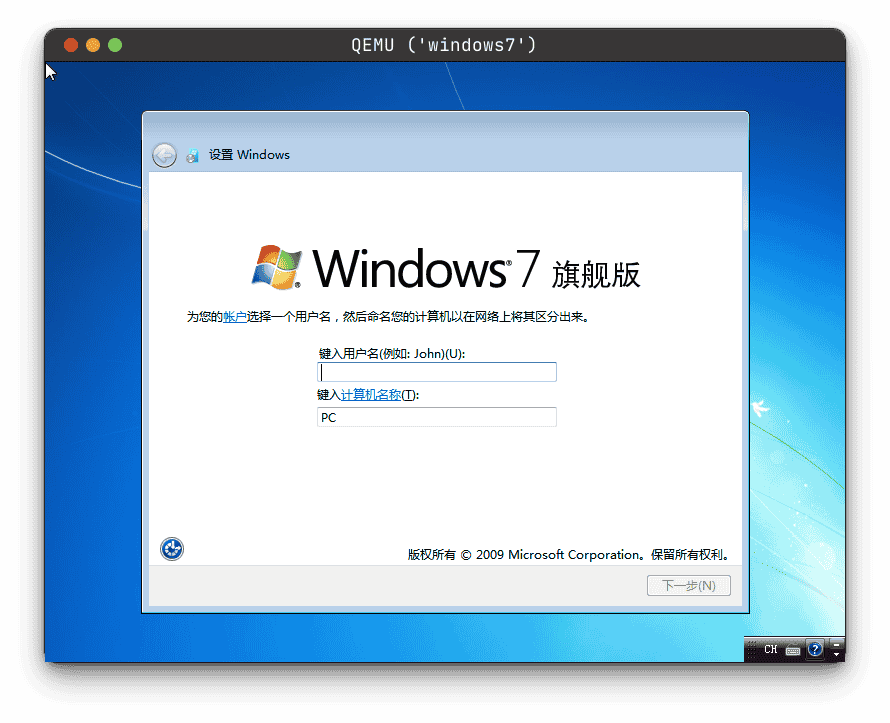 QEMU ('windows7')
设置 Windows
Windows® 7 旗舰版
为您的帐户选择一个用户名，然后命名您的计算机以在网络上将其区分出来。
键入用户名(例如: John)(U):
键入计算机名称(T):
PC
版权所有 © 2009 Microsoft Corporation。保留所有权利。
下一步(N)
CH